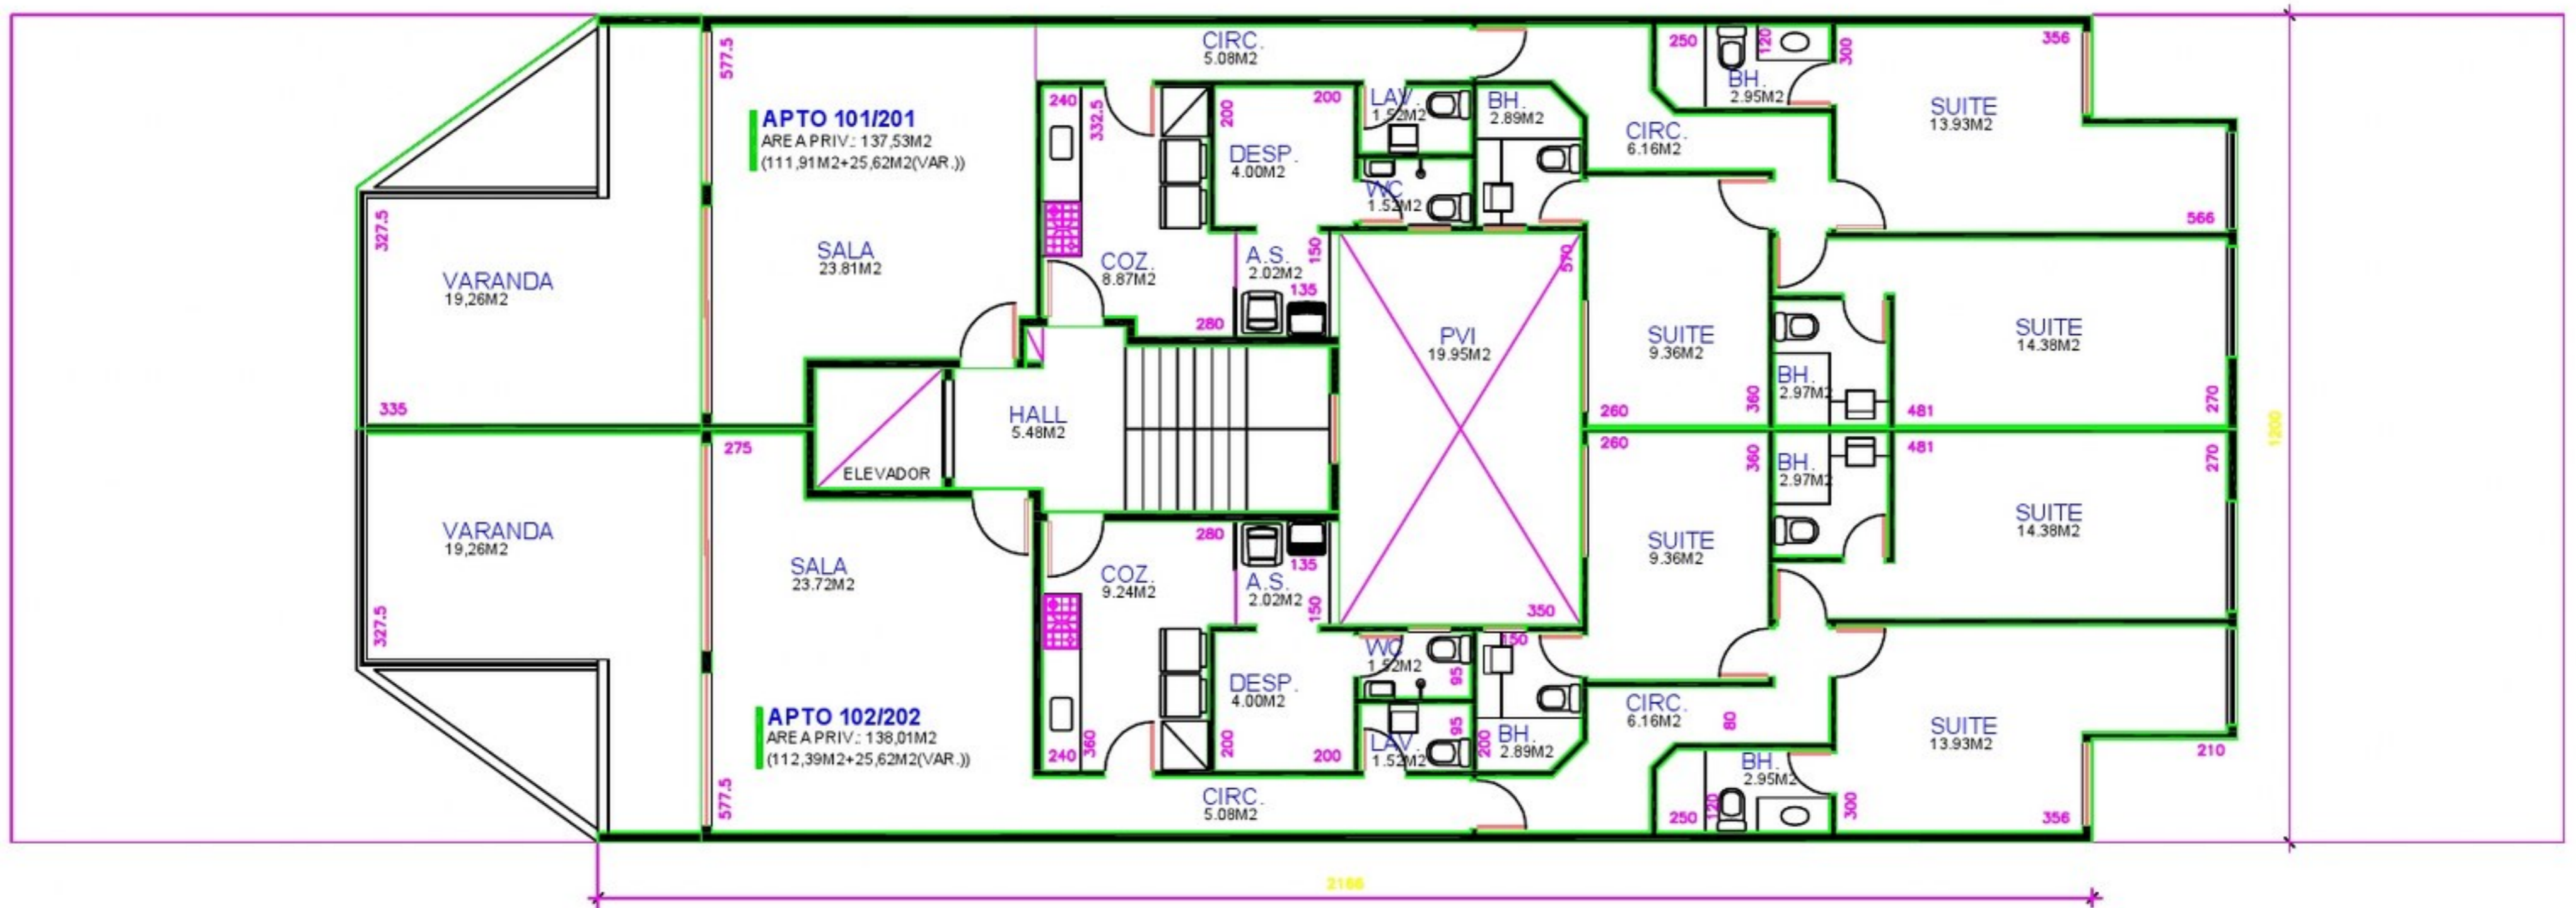 577.5
CIRC.
5.08M2
250
120
BH.
2.95M2
300
356
SUITE
13.93M2
566
APTO 101/201
AREA PRIV.: 137,53M2
(111,91M2+25,62M2(VAR.))
240
332.5
200
200
DESP.
4.00M2
LAV.
1.52M2
WC
1.52M2
BH.
2.89M2
CIRC.
6.16M2
327.5
VARANDA
19,26M2
335
SALA
23.81M2
COZ.
8.87M2
280
A.S.
2.02M2
150
135
570
PVI
19.95M2
350
SUITE
9.36M2
260
360
BH.
2.97M2
SUITE
14.38M2
481
270
HALL
5.48M2
ELEVADOR
1200
275
VARANDA
19,26M2
327.5
SALA
23.72M2
280
COZ.
9.24M2
A.S.
2.02M2
135
150
260
360
SUITE
9.36M2
BH.
2.97M2
481
270
SUITE
14.38M2
APTO 102/202
AREA PRIV.: 138,01M2
(112,39M2+25,62M2(VAR.))
577.5
240
360
DESP.
4.00M2
200
200
WC
1.52M2
95
LAV.
1.52M2
95
150
200
BH.
2.89M2
CIRC.
6.16M2
80
BH.
2.95M2
250
120
300
356
SUITE
13.93M2
210
CIRC.
5.08M2
2166